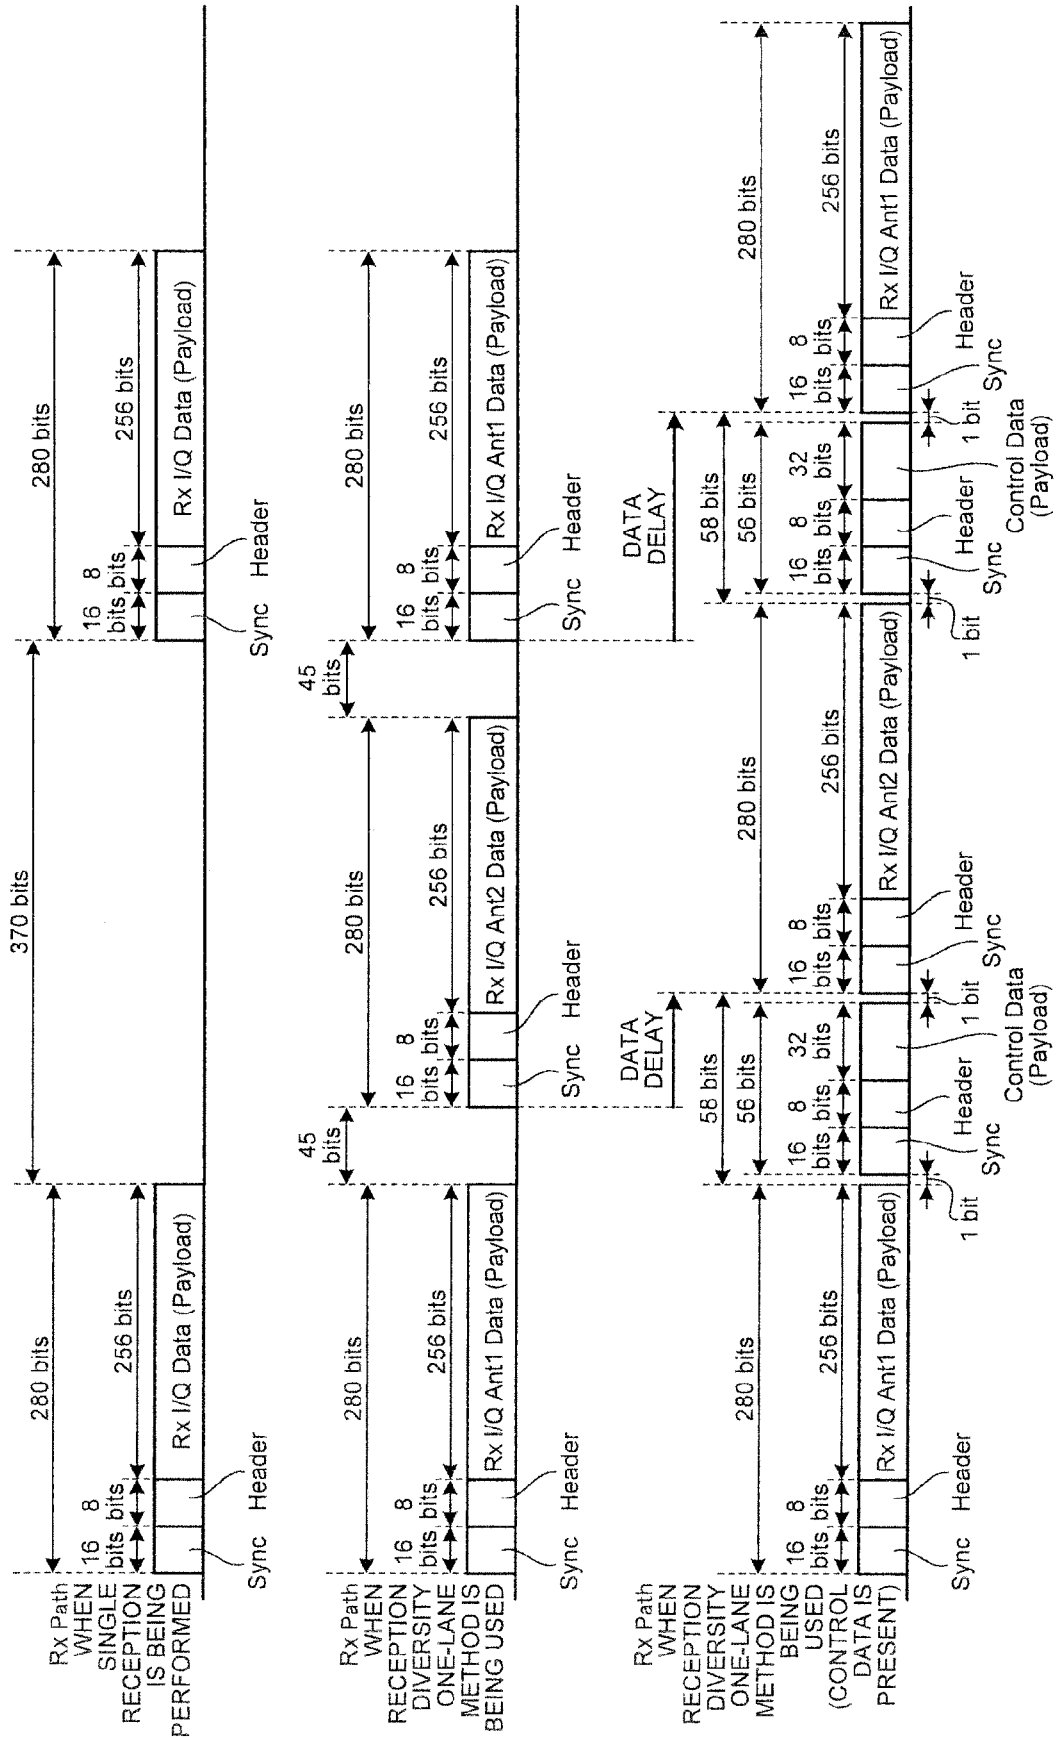 Rx Path
WHEN
SINGLE
RECEPTION
IS BEING
PERFORMED
280 bits
370 bits
280 bits
16
bits
8
bits
256 bits
16
bits
8
bits
256 bits
Rx I/Q Data (Payload)
Rx I/Q Data (Payload)
Sync
Header
Sync
Header
Rx Path
WHEN
RECEPTION
DIVERSITY
ONE-LANE
METHOD IS
BEING USED
280 bits
45
bits
280 bits
45
bits
280 bits
16
bits
8
bits
256 bits
16
bits
8
bits
256 bits
16
bits
8
bits
256 bits
Rx I/Q Ant1 Data (Payload)
Rx I/Q Ant2 Data (Payload)
Rx I/Q Ant1 Data (Payload)
Sync
Header
Sync
Header
Sync
Header
DATA
DELAY
DATA
DELAY
Rx Path
WHEN
RECEPTION
DIVERSITY
ONE-LANE
METHOD IS
BEING
USED
(CONTROL
DATA IS
PRESENT)
58 bits
58 bits
280 bits
56 bits
280 bits
56 bits
280 bits
16
bits
8
bits
256 bits
16
bits
8
bits
32
bits
16
bits
8
bits
256 bits
16
bits
8
bits
32
bits
16
bits
8
bits
256 bits
Rx I/Q Ant1 Data (Payload)
Rx I/Q Ant2 Data (Payload)
Rx I/Q Ant1 Data (Payload)
Sync
Header
1 bit
Sync
Header
Control Data
(Payload)
1 bit
Sync
Header
1 bit
Sync
Header
Control Data
(Payload)
1 bit
Sync
Header